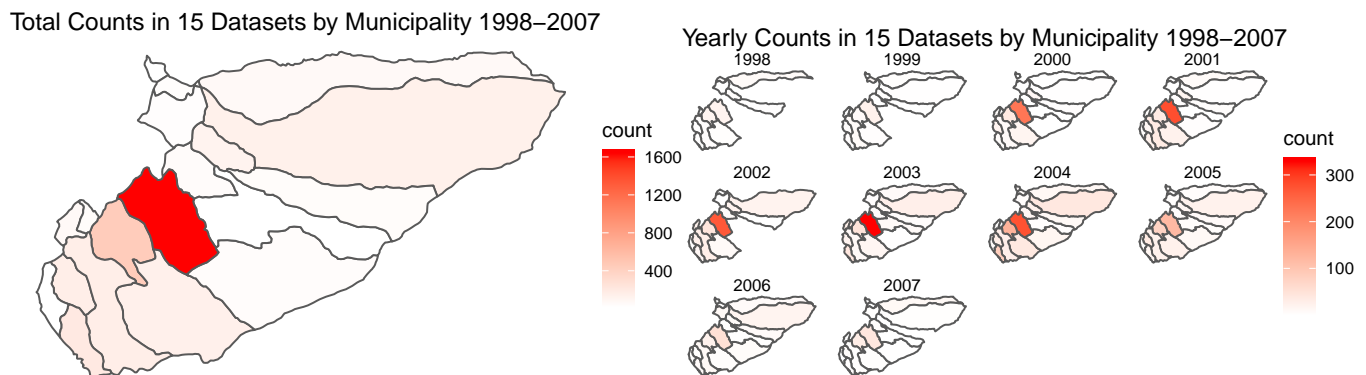 Total Counts in 15 Datasets by Municipality 1998−2007
count
1600
1200
800
400
Yearly Counts in 15 Datasets by Municipality 1998−2007
1998 1999 2000 2001
2002 2003 2004 2005
2006 2007
count
300
200
100